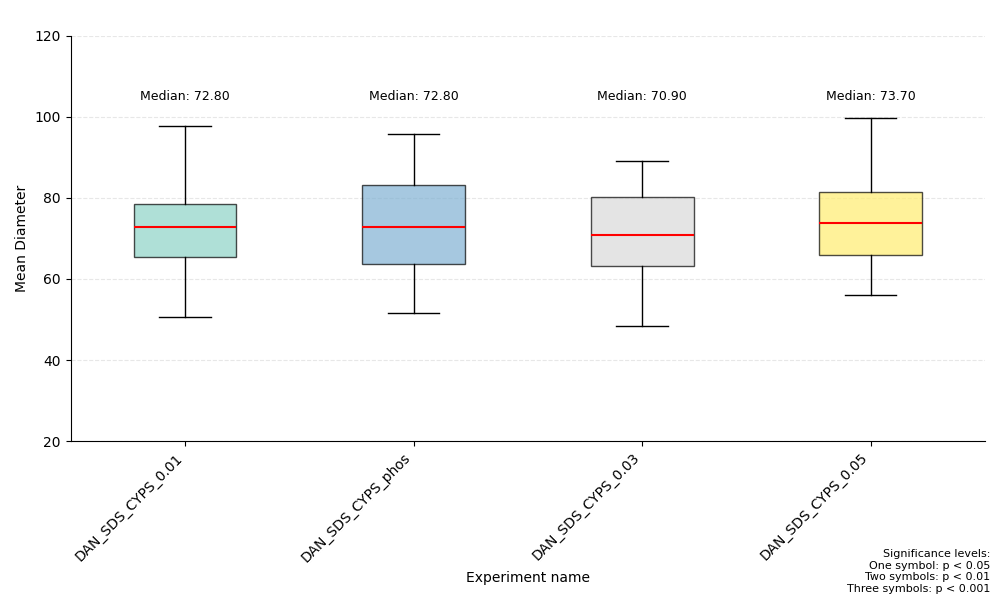 120
100
80
60
40
20
Mean Diameter
Median: 72.80
Median: 72.80
Median: 70.90
Median: 73.70
DAN_SDS_CYPS_0.01
DAN_SDS_CYPS_phos
DAN_SDS_CYPS_0.03
DAN_SDS_CYPS_0.05
Experiment name
Significance levels:
One symbol: p < 0.05
Two symbols: p < 0.01
Three symbols: p < 0.001